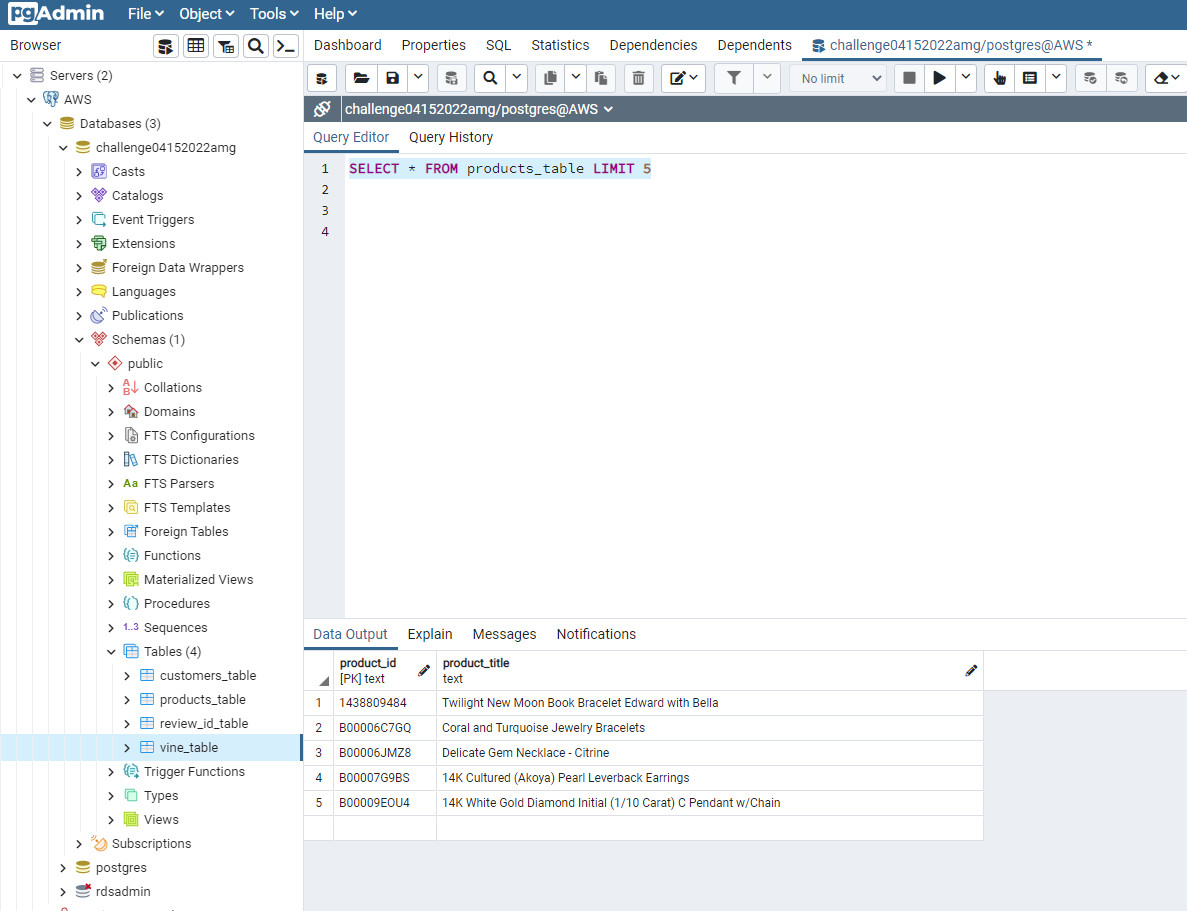 pgAdmin File Object Tools Help
Browser
Dashboard Properties SQL Statistics Dependencies Dependents challenge04152022amg/postgres@AWS *
Servers (2)
AWS
Databases (3)
challenge04152022amg
Casts
Catalogs
Event Triggers
Extensions
Foreign Data Wrappers
Languages
Publications
Schemas (1)
public
Collations
Domains
FTS Configurations
FTS Dictionaries
Aa FTS Parsers
FTS Templates
Foreign Tables
Functions
Materialized Views
Procedures
1..3 Sequences
Tables (4)
customers_table
products_table
review_id_table
vine_table
Trigger Functions
Types
Views
Subscriptions
postgres
rdsadmin
No limit
challenge04152022amg/postgres@AWS
Query Editor Query History
1 SELECT * FROM products_table LIMIT 5
2
3
4
Data Output Explain Messages Notifications
product_id product_title
[PK] text text
1 1438809484 Twilight New Moon Book Bracelet Edward with Bella
2 B00006C7GQ Coral and Turquoise Jewelry Bracelets
3 B00006JMZ8 Delicate Gem Necklace - Citrine
4 B00007G9BS 14K Cultured (Akoya) Pearl Leverback Earrings
5 B00009EOU4 14K White Gold Diamond Initial (1/10 Carat) C Pendant w/Chain